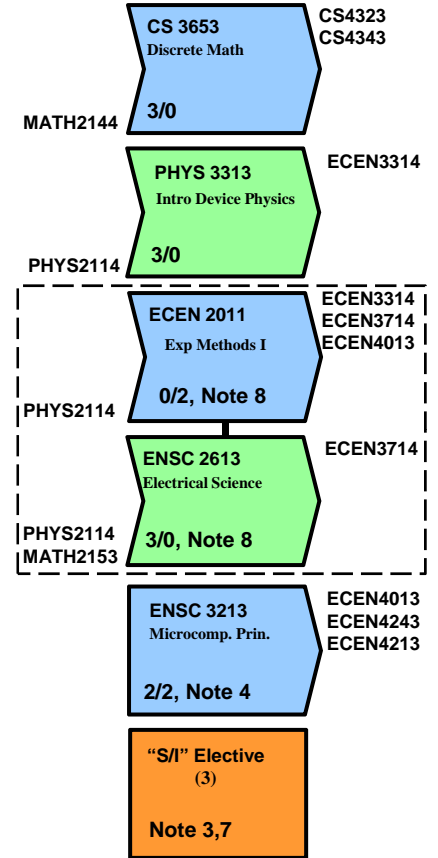 CS 3653
Discrete Math
3/0
CS4323
CS4343
MATH2144
PHYS 3313
Intro Device Physics
3/0
ECEN3314
PHYS2114
ECEN 2011
Exp Methods I
0/2, Note 8
ECEN3314
ECEN3714
ECEN4013
PHYS2114
ENSC 2613
Electrical Science
3/0, Note 8
ECEN3714
PHYS2114
MATH2153
ENSC 3213
Microcomp. Prin.
2/2, Note 4
ECEN4013
ECEN4243
ECEN4213
“S/I” Elective
(3)
Note 3,7